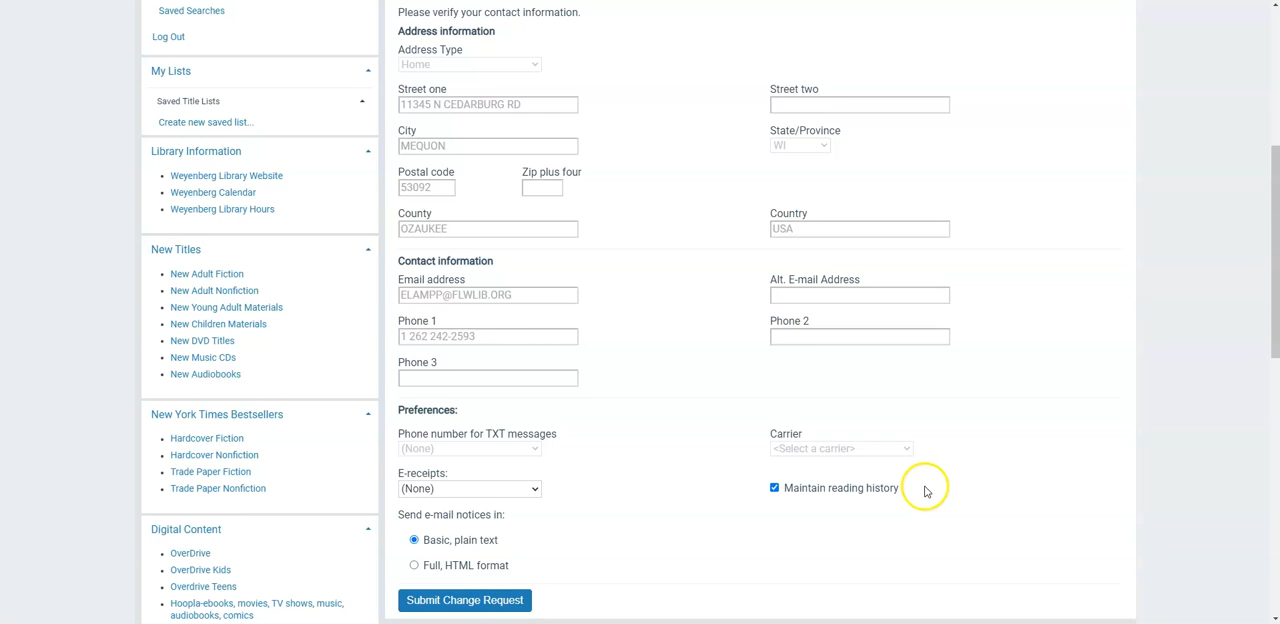 Saved Searches
Log Out
My Lists
Saved Title Lists
Create new saved list...
Library Information
Weyenberg Library Website
Weyenberg Calendar
Weyenberg Library Hours
New Titles
New Adult Fiction
New Adult Nonfiction
New Young Adult Materials
New Children Materials
New DVD Titles
New Music CDs
New Audiobooks
New York Times Bestsellers
Hardcover Fiction
Hardcover Nonfiction
Trade Paper Fiction
Trade Paper Nonfiction
Digital Content
OverDrive
OverDrive Kids
Overdrive Teens
Hoopla-ebooks, movies, TV shows, music,
audiobooks, comics
Please verify your contact information.
Address information
Address Type
Home
Street one
11345 N CEDARBURG RD
Street two
City
MEQUON
State/Province
WI
Postal code
53092
Zip plus four
County
OZAUKEE
Country
USA
Contact information
Email address
ELAMPP@FLWLIB.ORG
Alt. E-mail Address
Phone 1
1 262 242-2593
Phone 2
Phone 3
Preferences:
Phone number for TXT messages
(None)
Carrier
<Select a carrier>
E-receipts:
(None)
Maintain reading history
Send e-mail notices in:
Basic, plain text
Full, HTML format
Submit Change Request